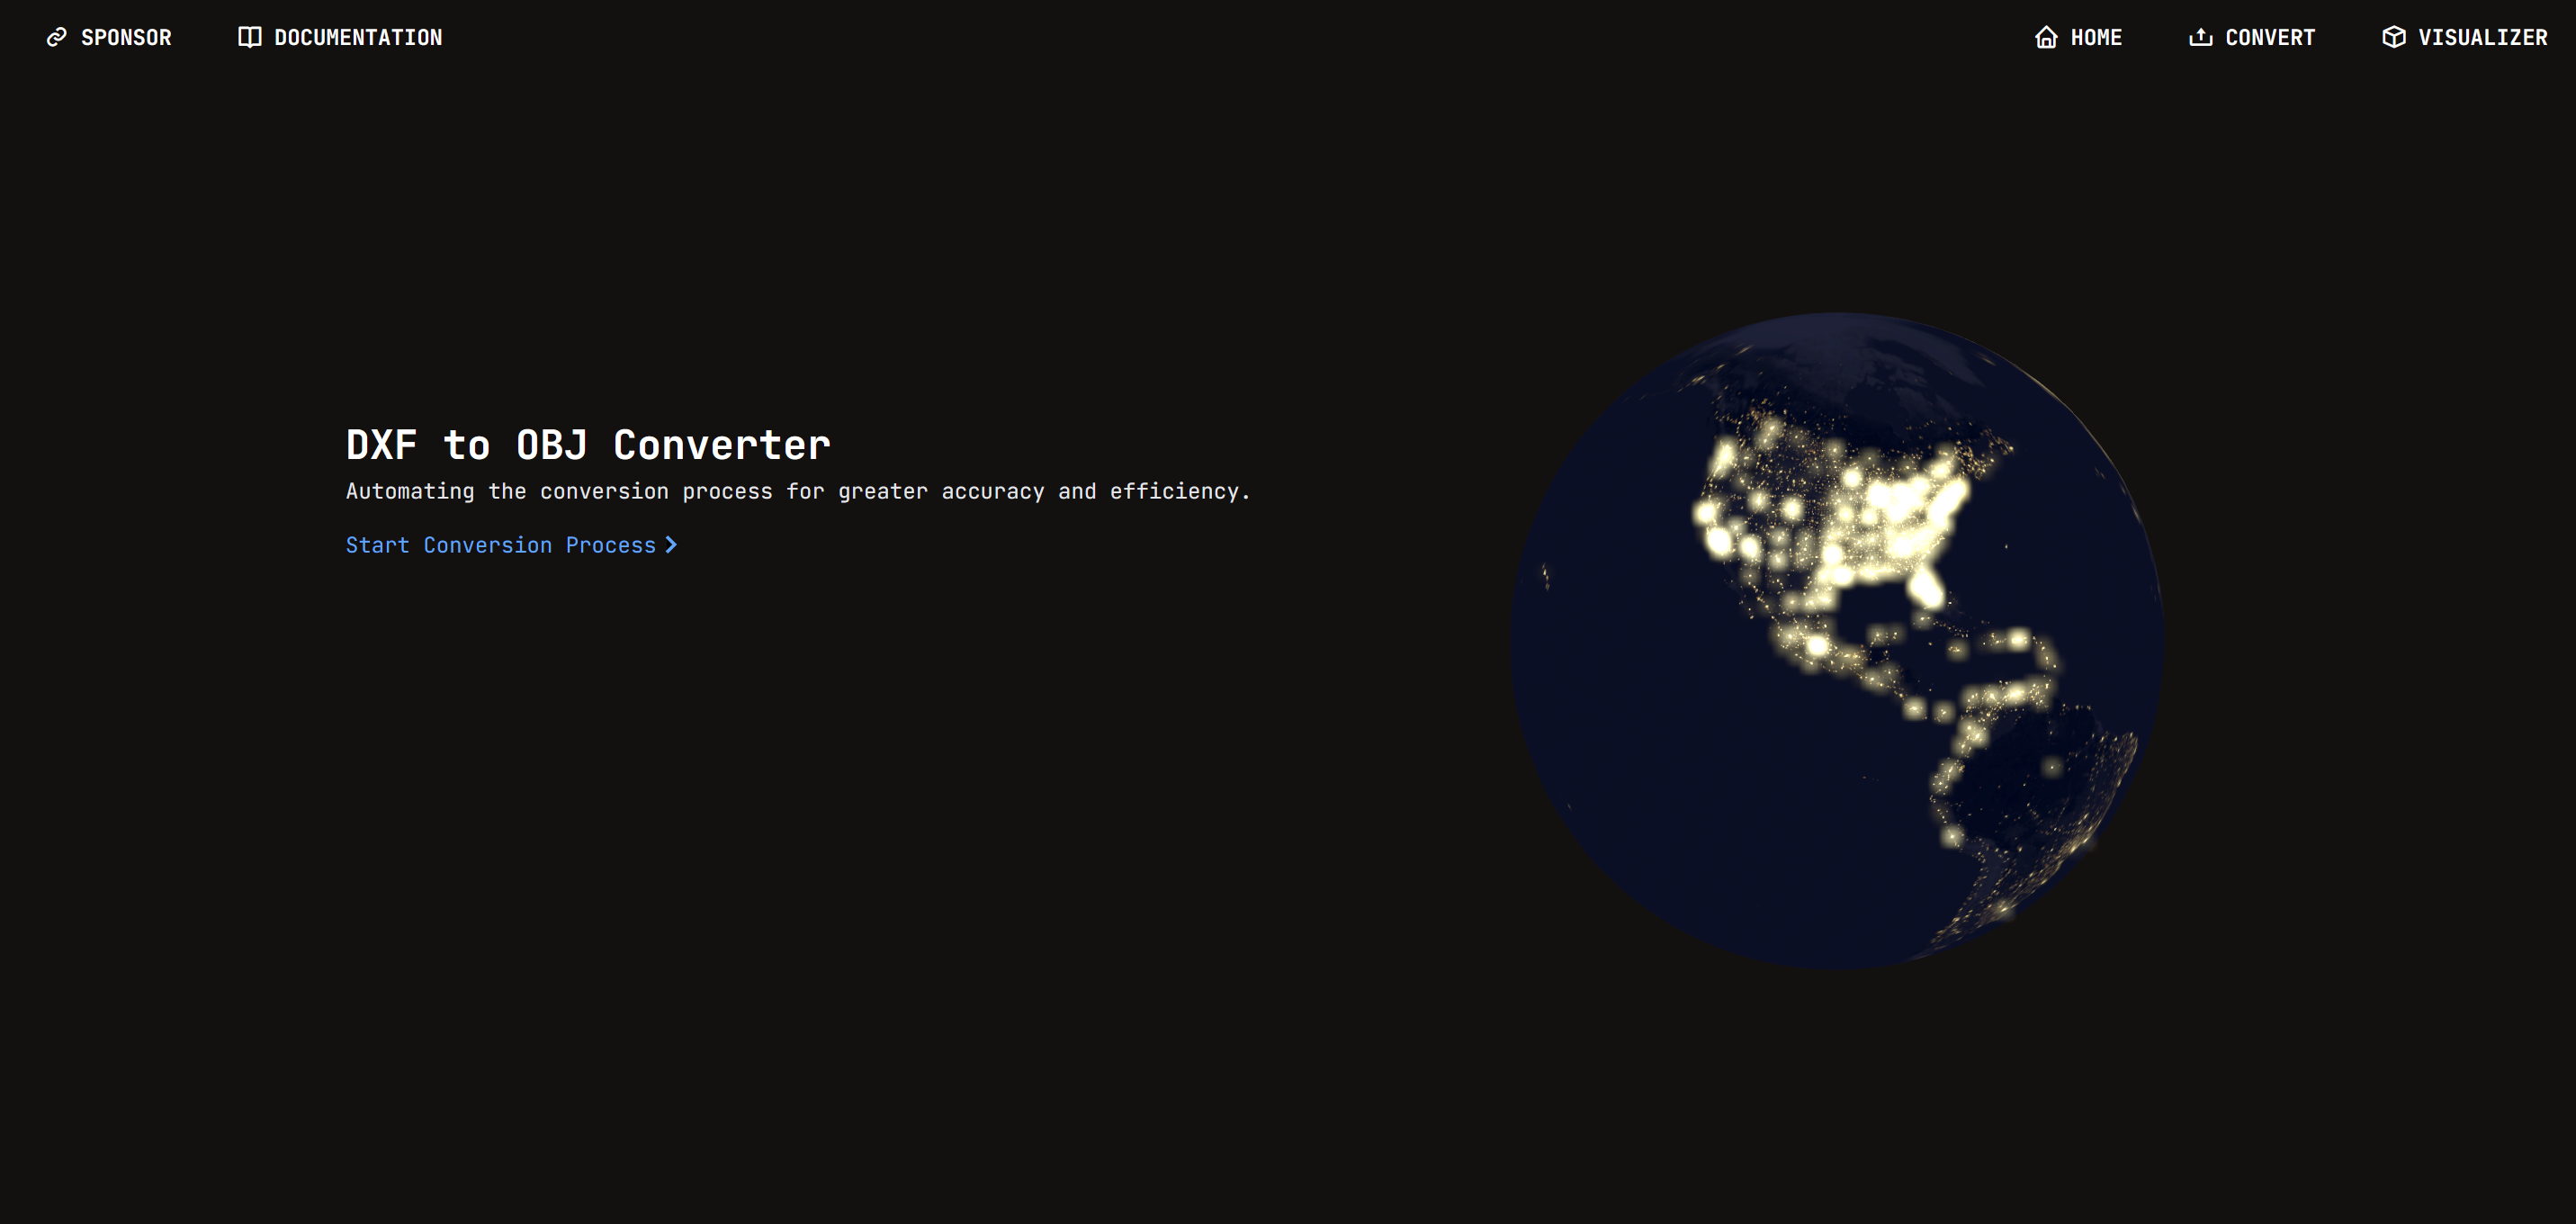 SPONSOR DOCUMENTATION HOME CONVERT VISUALIZER
DXF to OBJ Converter
Automating the conversion process for greater accuracy and efficiency.
Start Conversion Process